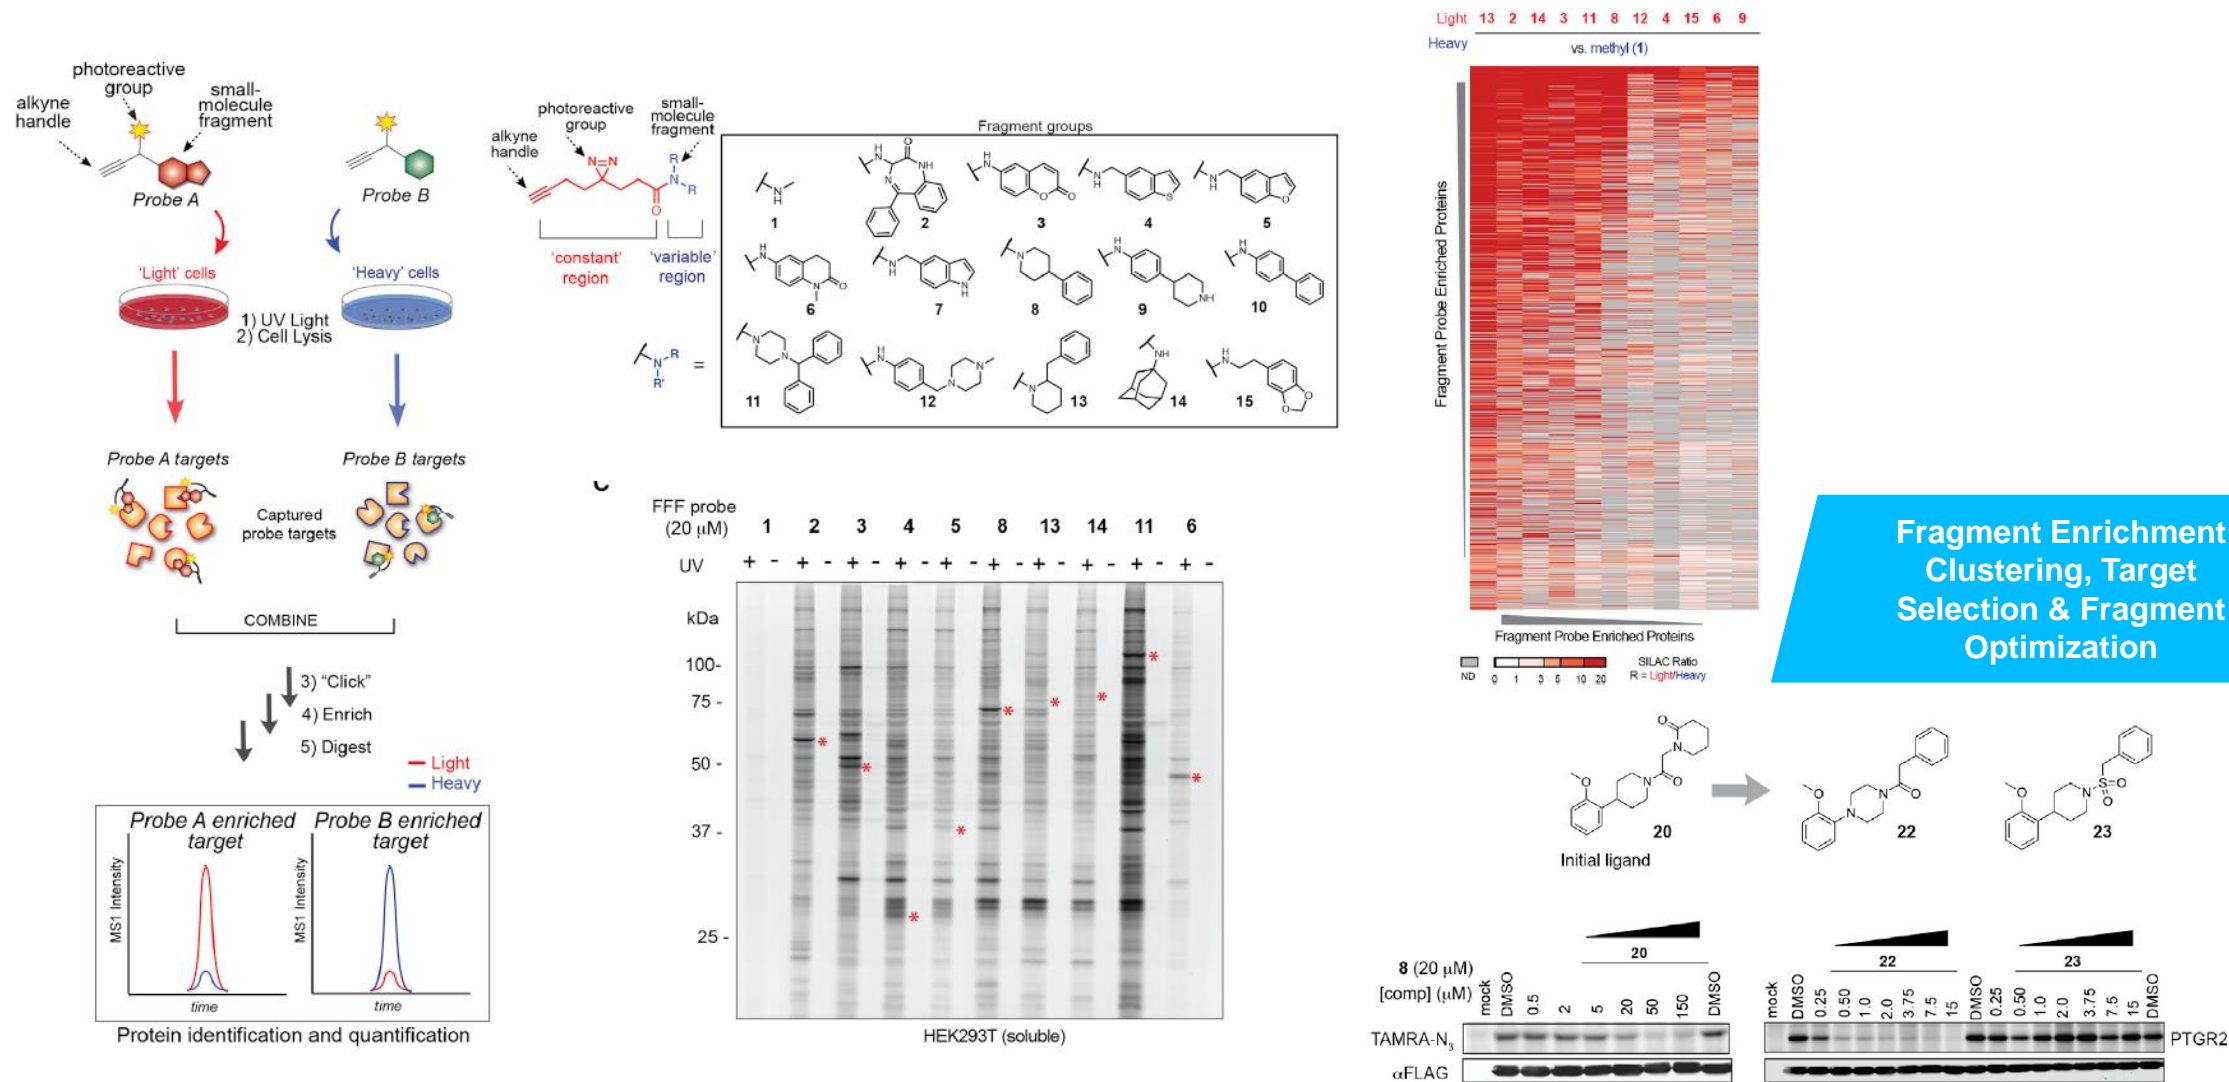 photoreactive
group
alkyne
handle
small-
molecule
fragment
Probe A
Probe B
'Light' cells
'Heavy' cells
1) UV Light
2) Cell Lysis
Probe A targets
Probe B targets
Captured
probe targets
COMBINE
3) "Click"
4) Enrich
5) Digest
Light
Heavy
Probe A enriched
target
Probe B enriched
target
MS1 Intensity
MS1 Intensity
time
time
Protein identification and quantification
photoreactive
group
small-
molecule
fragment
alkyne
handle
N=N
N
R
R
O
'constant'
region
'variable'
region
N
R
R'
=
Fragment groups
1
2
3
4
5
6
7
8
9
10
11
12
13
14
15
FFF probe
(20 μM)
1 2 3 4 5 8 13 14 11 6
UV
+ - + - + - + - + - + - + - + - + - + -
kDa
100-
75 -
50 -
37 -
25 -
* * * * * * * * *
HEK293T (soluble)
Light 13 2 14 3 11 8 12 4 15 6 9
Heavy vs. methyl (1)
Fragment Probe Enriched Proteins
Fragment Probe Enriched Proteins
ND
0 1 3 5 10 20
SILAC Ratio
R = Light/Heavy
Fragment Enrichment
Clustering, Target
Selection & Fragment
Optimization
20
Initial ligand
22
23
20
8 (20 μM)
[comp] (μM)
mock DMSO 0.5 2 5 20 50 150 DMSO
TAMRA-N3
αFLAG
22
23
mock DMSO 0.25 0.50 1.0 2.0 3.75 7.5 15 DMSO 0.25 0.50 1.0 2.0 3.75 7.5 15 DMSO
PTGR2